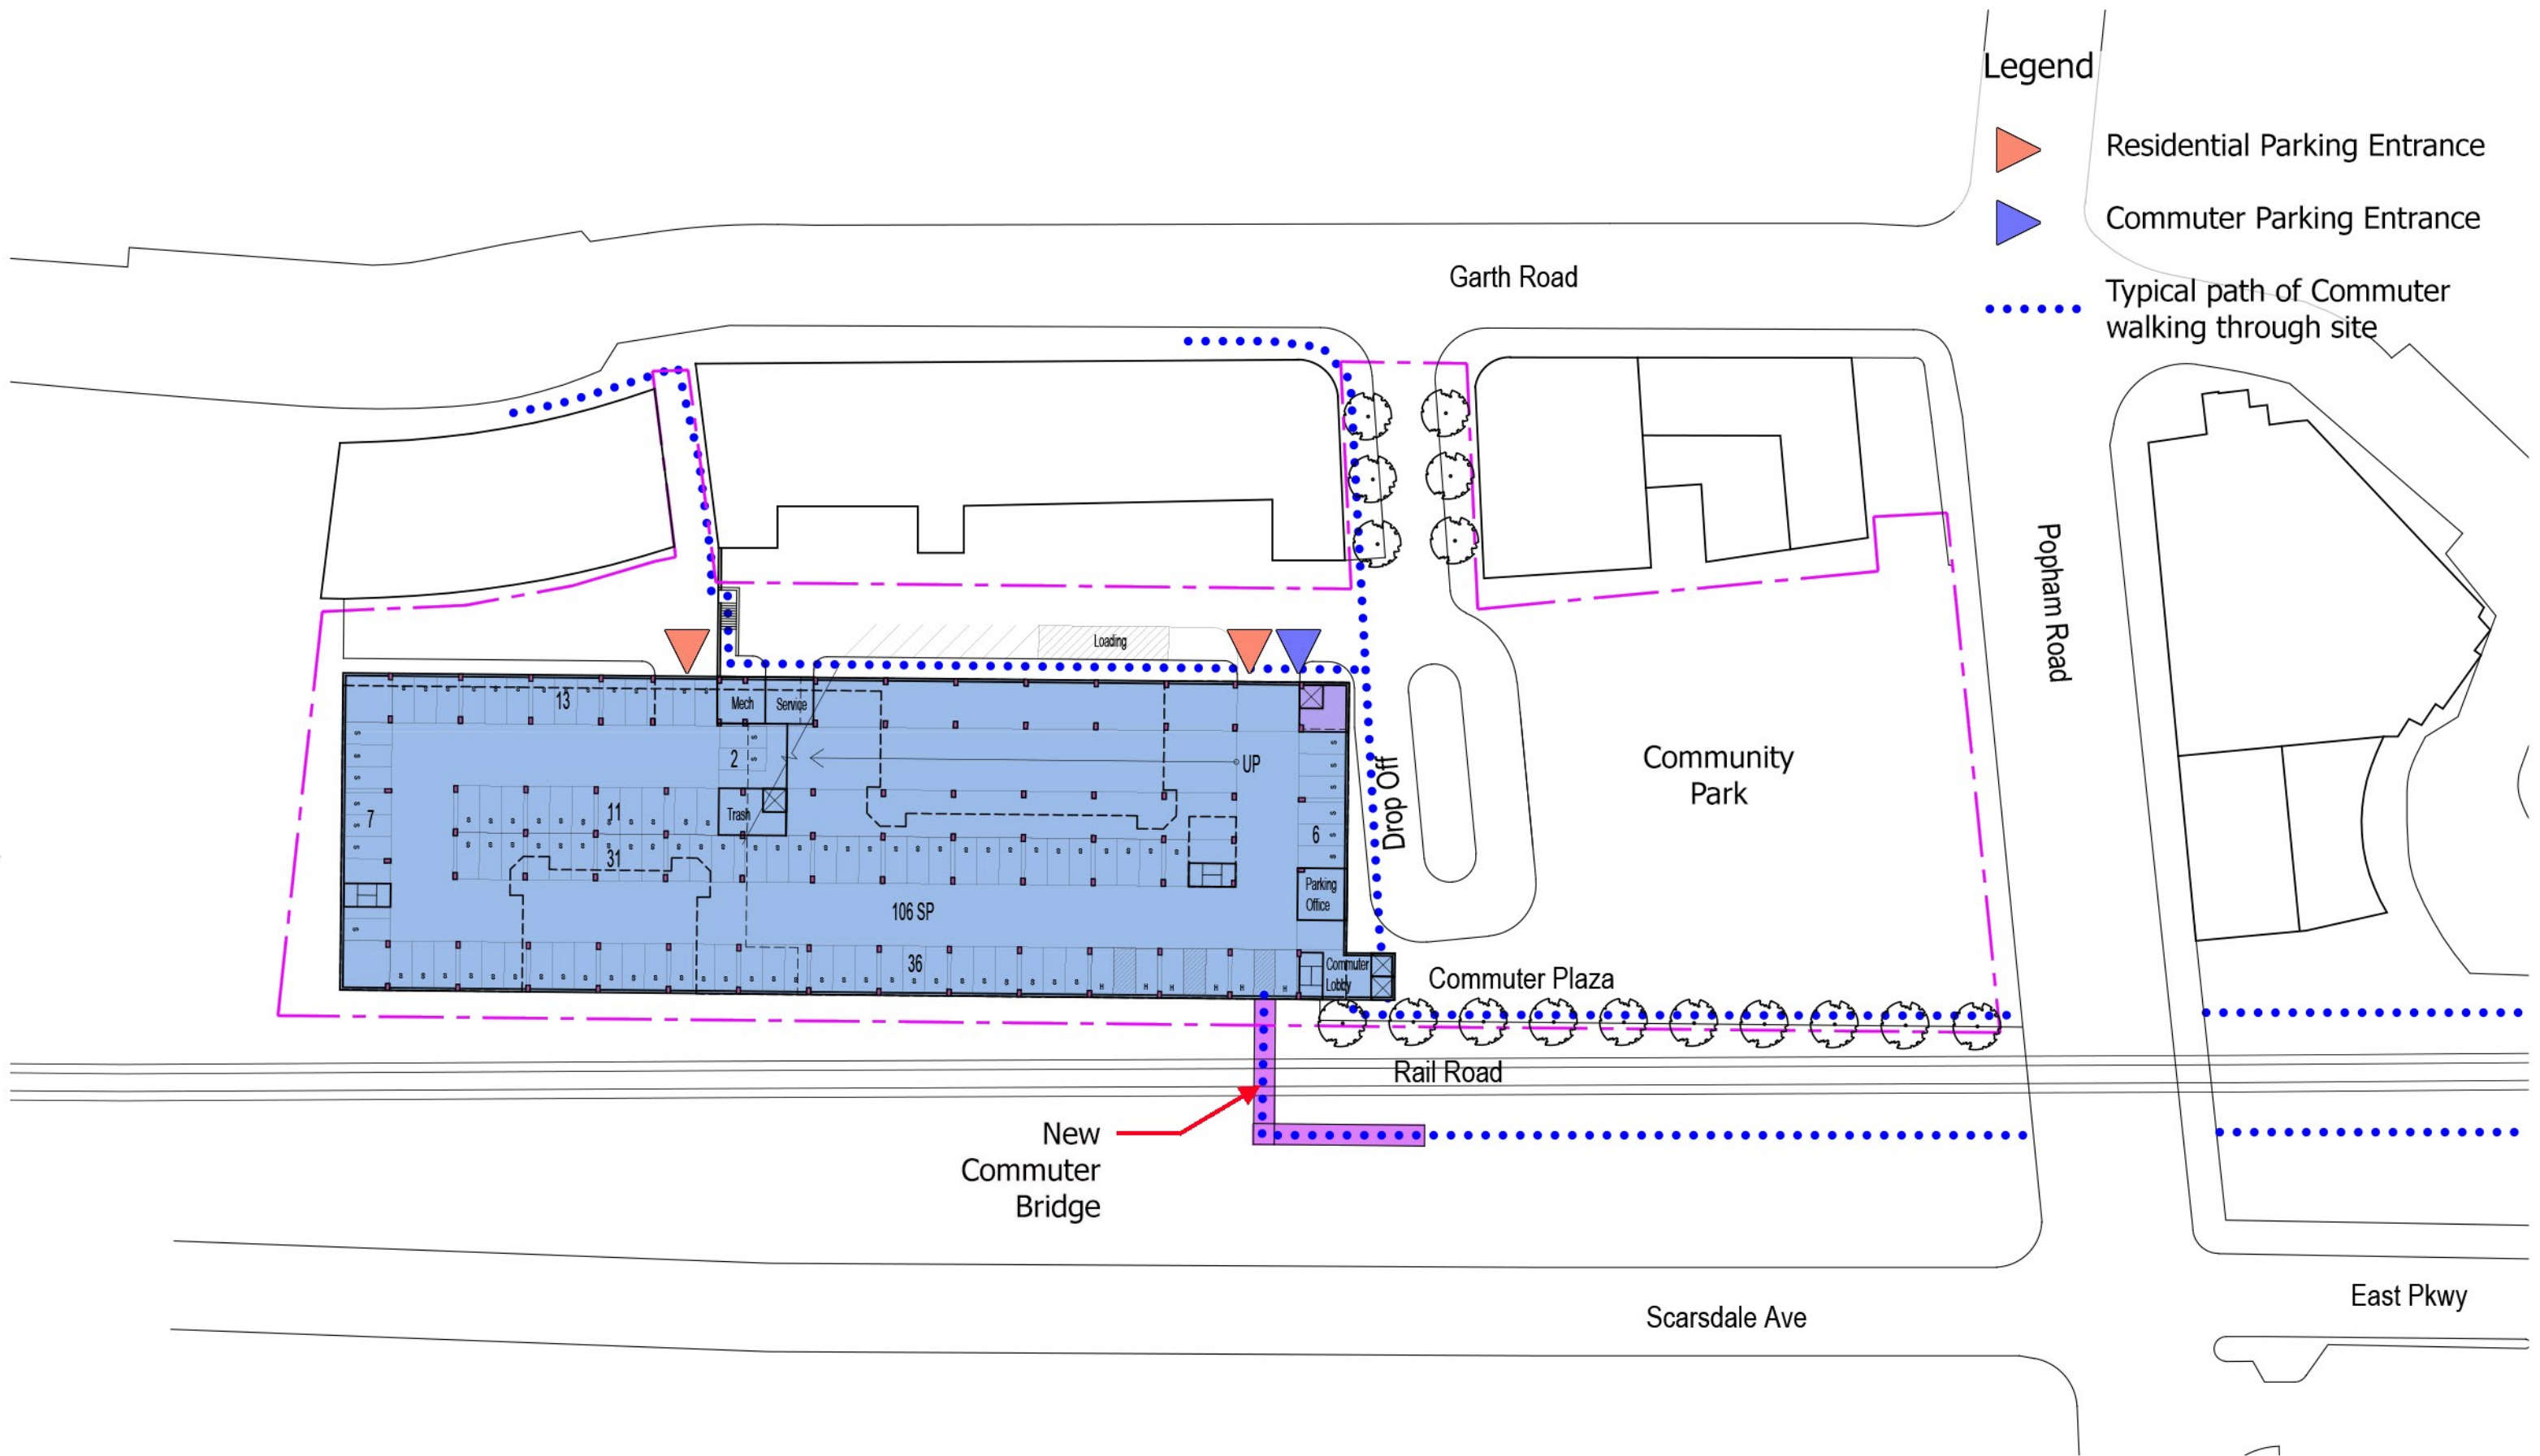 Legend
Residential Parking Entrance
Commuter Parking Entrance
Typical path of Commuter
walking through site
Garth Road
Popham Road
Loading
13
Mech
Service
2
UP
Community
Park
Drop Off
7
11
Trash
6
31
Parking
Office
106 SP
36
Commuter
Lobby
Commuter Plaza
Rail Road
New
Commuter
Bridge
East Pkwy
Scarsdale Ave